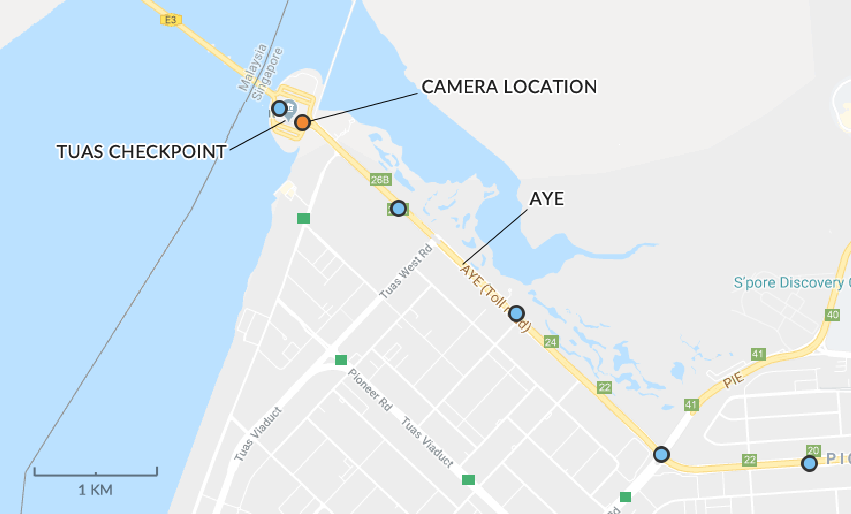 E3
Malaysia
Singapore
CAMERA LOCATION
TUAS CHECKPOINT
26B
AYE
Tuas West Rd
AYE (Toll
S'pore Discovery
40
24
41
PIE
22
Pioneer Rd
41
Tuas Viaduct
Tuas Viaduct
20
22
1 KM
Rd